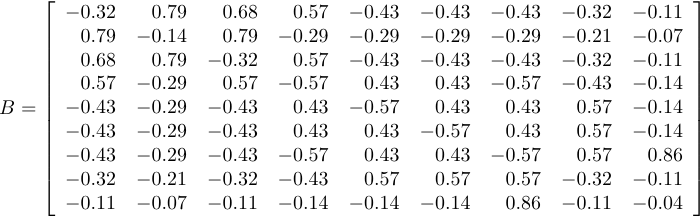 −0.32 0.79 0.68 0.57 −0.43 −0.43 −0.43 −0.32 −0.11
0.79 −0.14 0.79 −0.29 −0.29 −0.29 −0.29 −0.21 −0.07
0.68 0.79 −0.32 0.57 −0.43 −0.43 −0.43 −0.32 −0.11
0.57 −0.29 0.57 −0.57 0.43 0.43 −0.57 −0.43 −0.14
B = −0.43 −0.29 −0.43 0.43 −0.57 0.43 0.43 0.57 −0.14
−0.43 −0.29 −0.43 0.43 0.43 −0.57 0.43 0.57 −0.14
−0.43 −0.29 −0.43 −0.57 0.43 0.43 −0.57 0.57 0.86
−0.32 −0.21 −0.32 −0.43 0.57 0.57 0.57 −0.32 −0.11
−0.11 −0.07 −0.11 −0.14 −0.14 −0.14 0.86 −0.11 −0.04